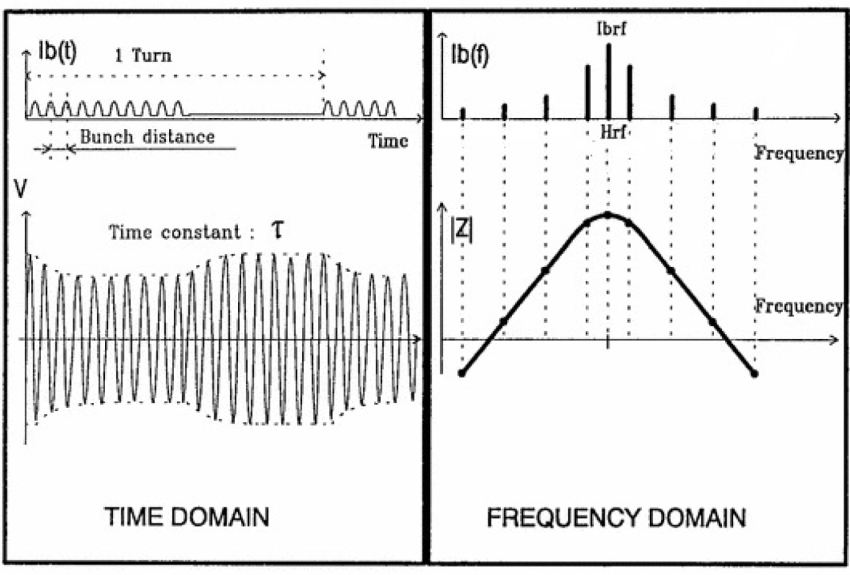 Ib(t)
1 Turn
Bunch distance
Time
V
Time constant : τ
TIME DOMAIN
Ibrf
Ib(f)
Hrf
Frequency
|Z|
Frequency
FREQUENCY DOMAIN